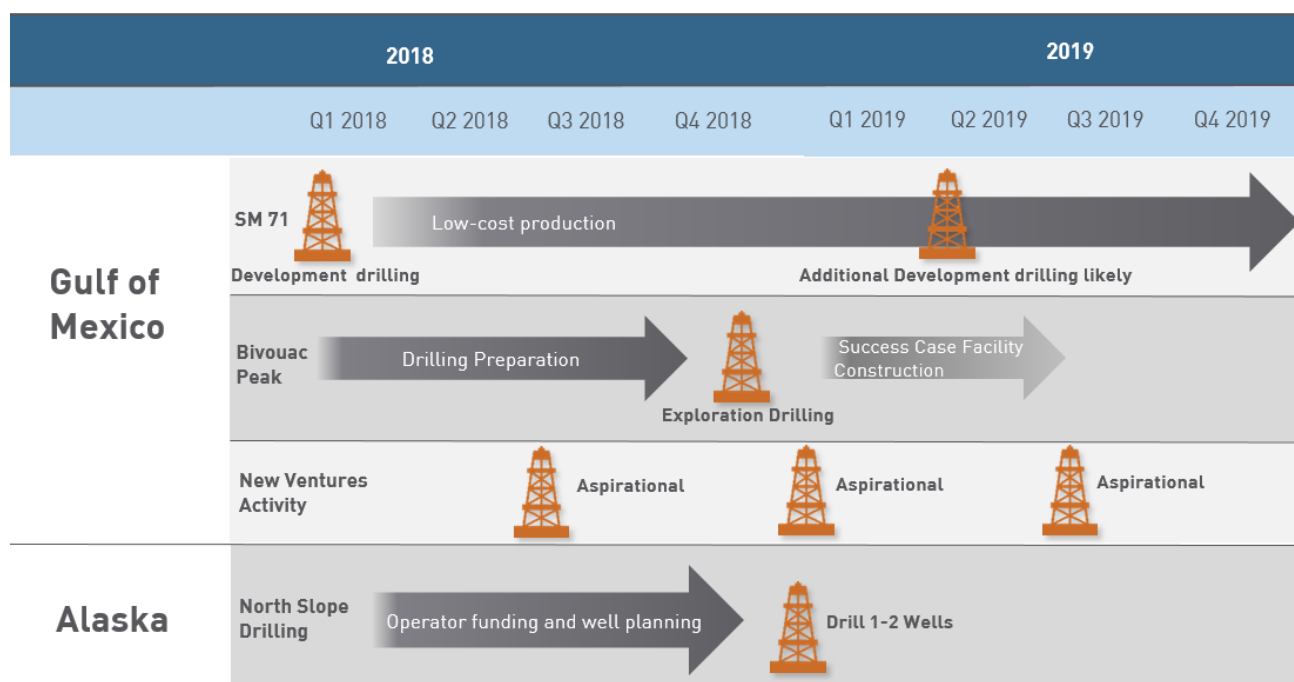 2018
2019
Q1 2018
Q2 2018
Q3 2018
Q4 2018
Q1 2019
Q2 2019
Q3 2019
Q4 2019
Gulf of
Mexico
SM 71
Low-cost production
Development drilling
Additional Development drilling likely
Bivouac
Peak
Drilling Preparation
Exploration Drilling
Success Case Facility
Construction
New Ventures
Activity
Aspirational
Aspirational
Aspirational
Alaska
North Slope
Drilling
Operator funding and well planning
Drill 1-2 Wells